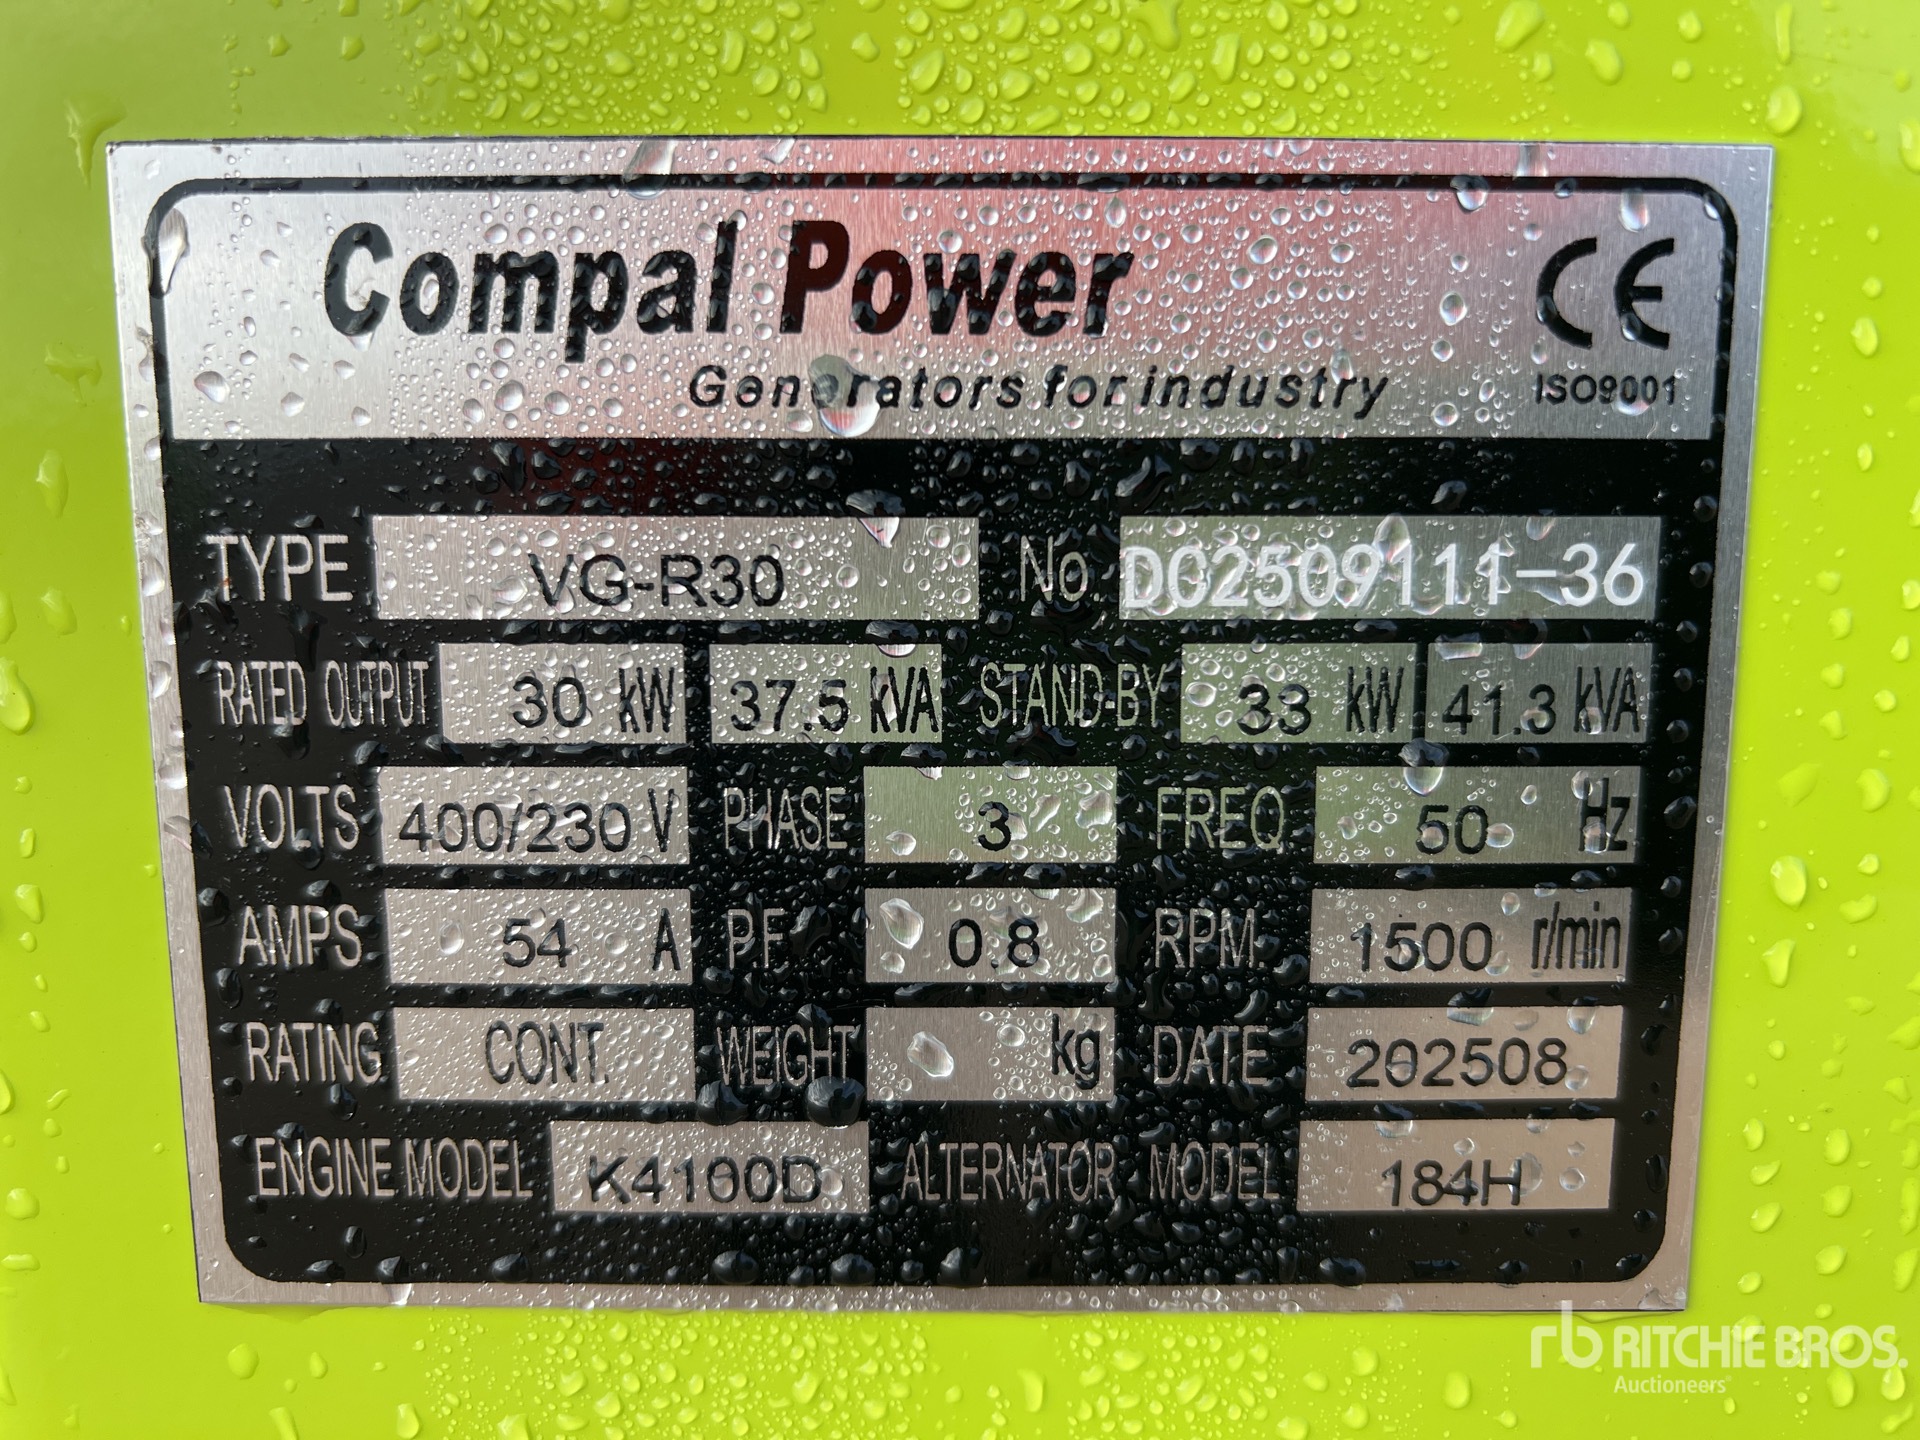 Compal Power
Generators for industry
CE
ISO9001
TYPE VG-R30 No. DC2509111-36
RATED OUTPUT 30 kW 37.5 kVA STAND-BY 33 kW 41.3 kVA
VOLTS 400/230 V PHASE 3 FREQ 50 Hz
AMPS 54 A P.F. 0.8 RPM. 1500 r/min
RATING CONT. WEIGHT kg DATE 202508
ENGINE MODEL K4100D ALTERNATOR MODEL 184H
rb RITCHIE BROS.
Auctioneers